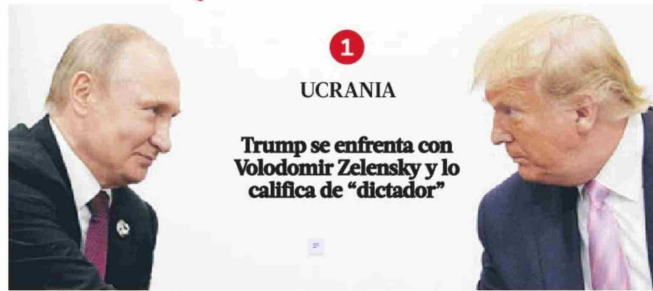 1
UCRANIA
Trump se enfrenta con
Volodomir Zelensky y lo
califica de “dictador”